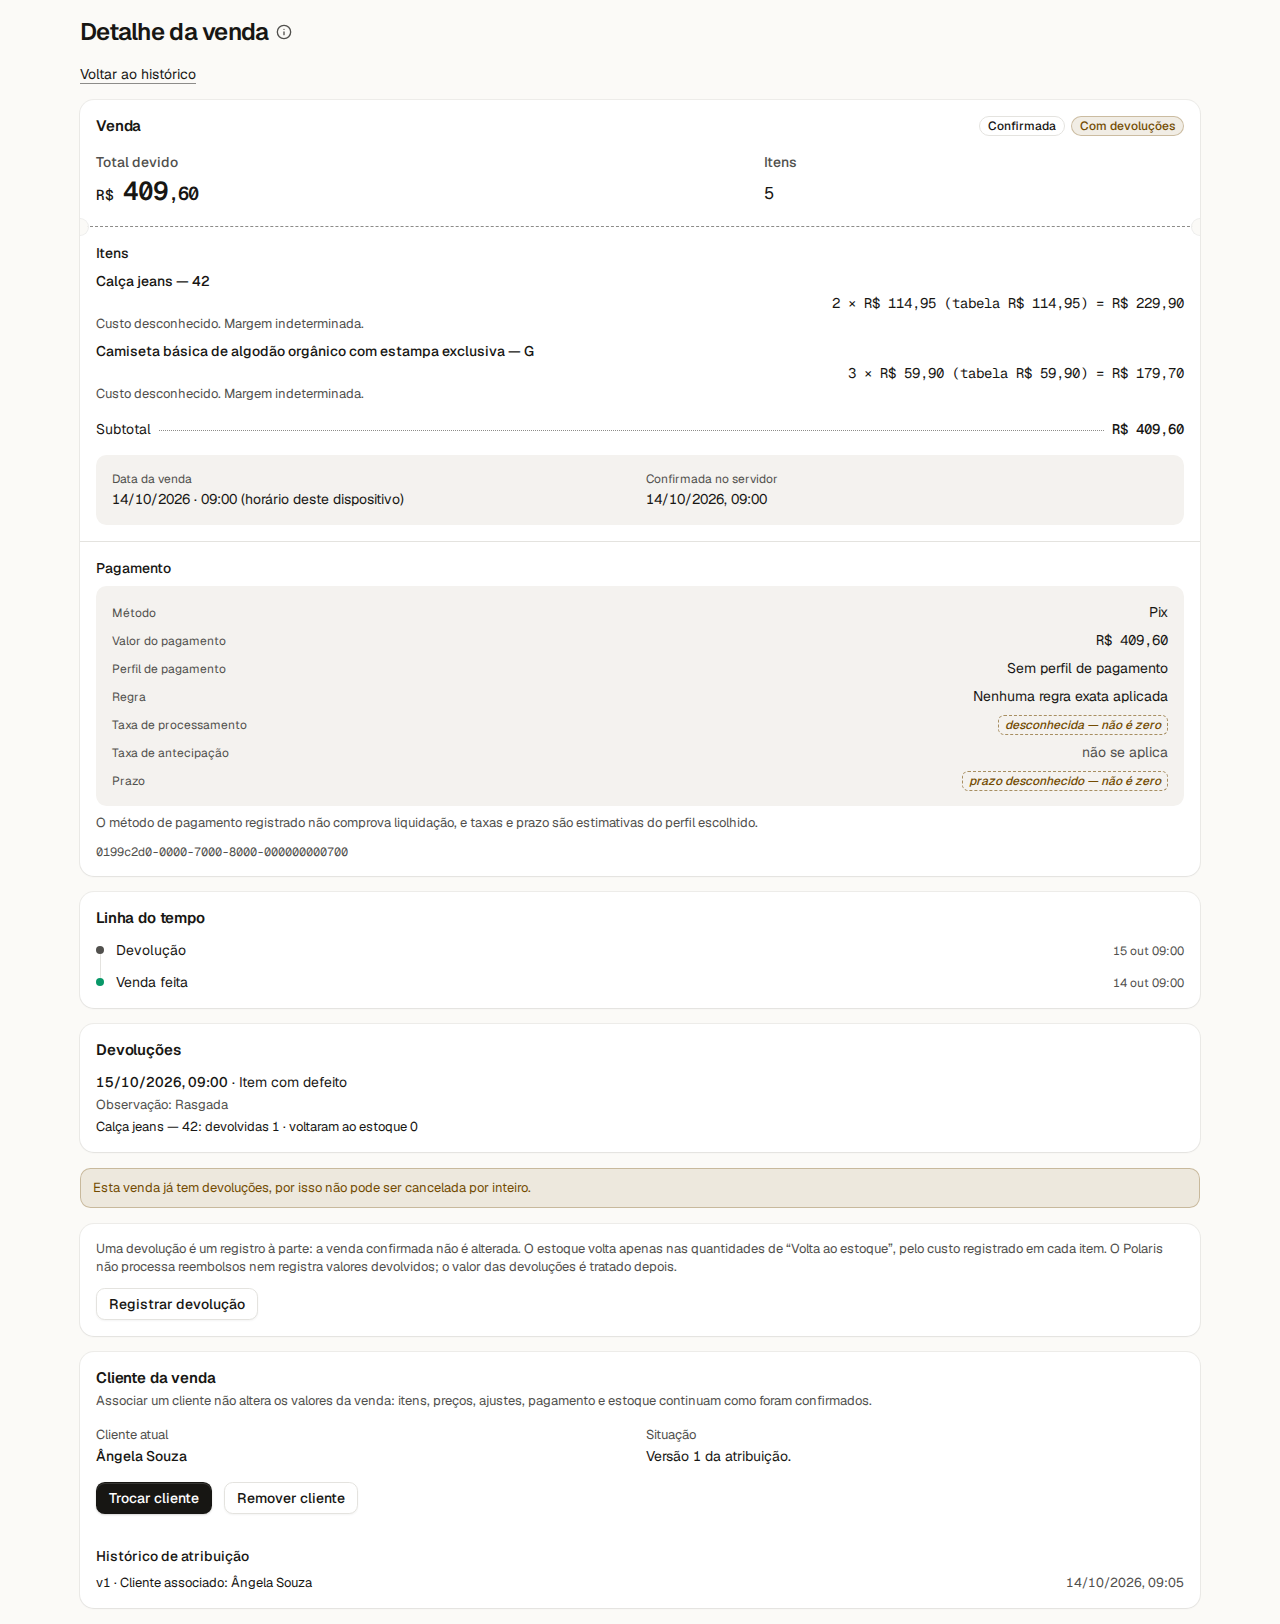 Detalhe da venda
Voltar ao histórico
Venda
Confirmada
Com devoluções
Total devido
Itens
R$ 409,60
5
Itens
Calça jeans — 42
2 × R$ 114,95 (tabela R$ 114,95) = R$ 229,90
Custo desconhecido. Margem indeterminada.
Camiseta básica de algodão orgânico com estampa exclusiva — G
3 × R$ 59,90 (tabela R$ 59,90) = R$ 179,70
Custo desconhecido. Margem indeterminada.
Subtotal R$ 409,60
Data da venda
Confirmada no servidor
14/10/2026 · 09:00 (horário deste dispositivo)
14/10/2026, 09:00
Pagamento
Método Pix
Valor do pagamento R$ 409,60
Perfil de pagamento Sem perfil de pagamento
Regra Nenhuma regra exata aplicada
Taxa de processamento desconhecida — não é zero
Taxa de antecipação não se aplica
Prazo prazo desconhecido — não é zero
O método de pagamento registrado não comprova liquidação, e taxas e prazo são estimativas do perfil escolhido.
0199c2d0-0000-7000-8000-000000000700
Linha do tempo
Devolução 15 out 09:00
Venda feita 14 out 09:00
Devoluções
15/10/2026, 09:00 · Item com defeito
Observação: Rasgada
Calça jeans — 42: devolvidas 1 · voltaram ao estoque 0
Esta venda já tem devoluções, por isso não pode ser cancelada por inteiro.
Uma devolução é um registro à parte: a venda confirmada não é alterada. O estoque volta apenas nas quantidades de “Volta ao estoque”, pelo custo registrado em cada item. O Polaris
não processa reembolsos nem registra valores devolvidos; o valor das devoluções é tratado depois.
Registrar devolução
Cliente da venda
Associar um cliente não altera os valores da venda: itens, preços, ajustes, pagamento e estoque continuam como foram confirmados.
Cliente atual
Situação
Ângela Souza
Versão 1 da atribuição.
Trocar cliente
Remover cliente
Histórico de atribuição
v1 · Cliente associado: Ângela Souza 14/10/2026, 09:05